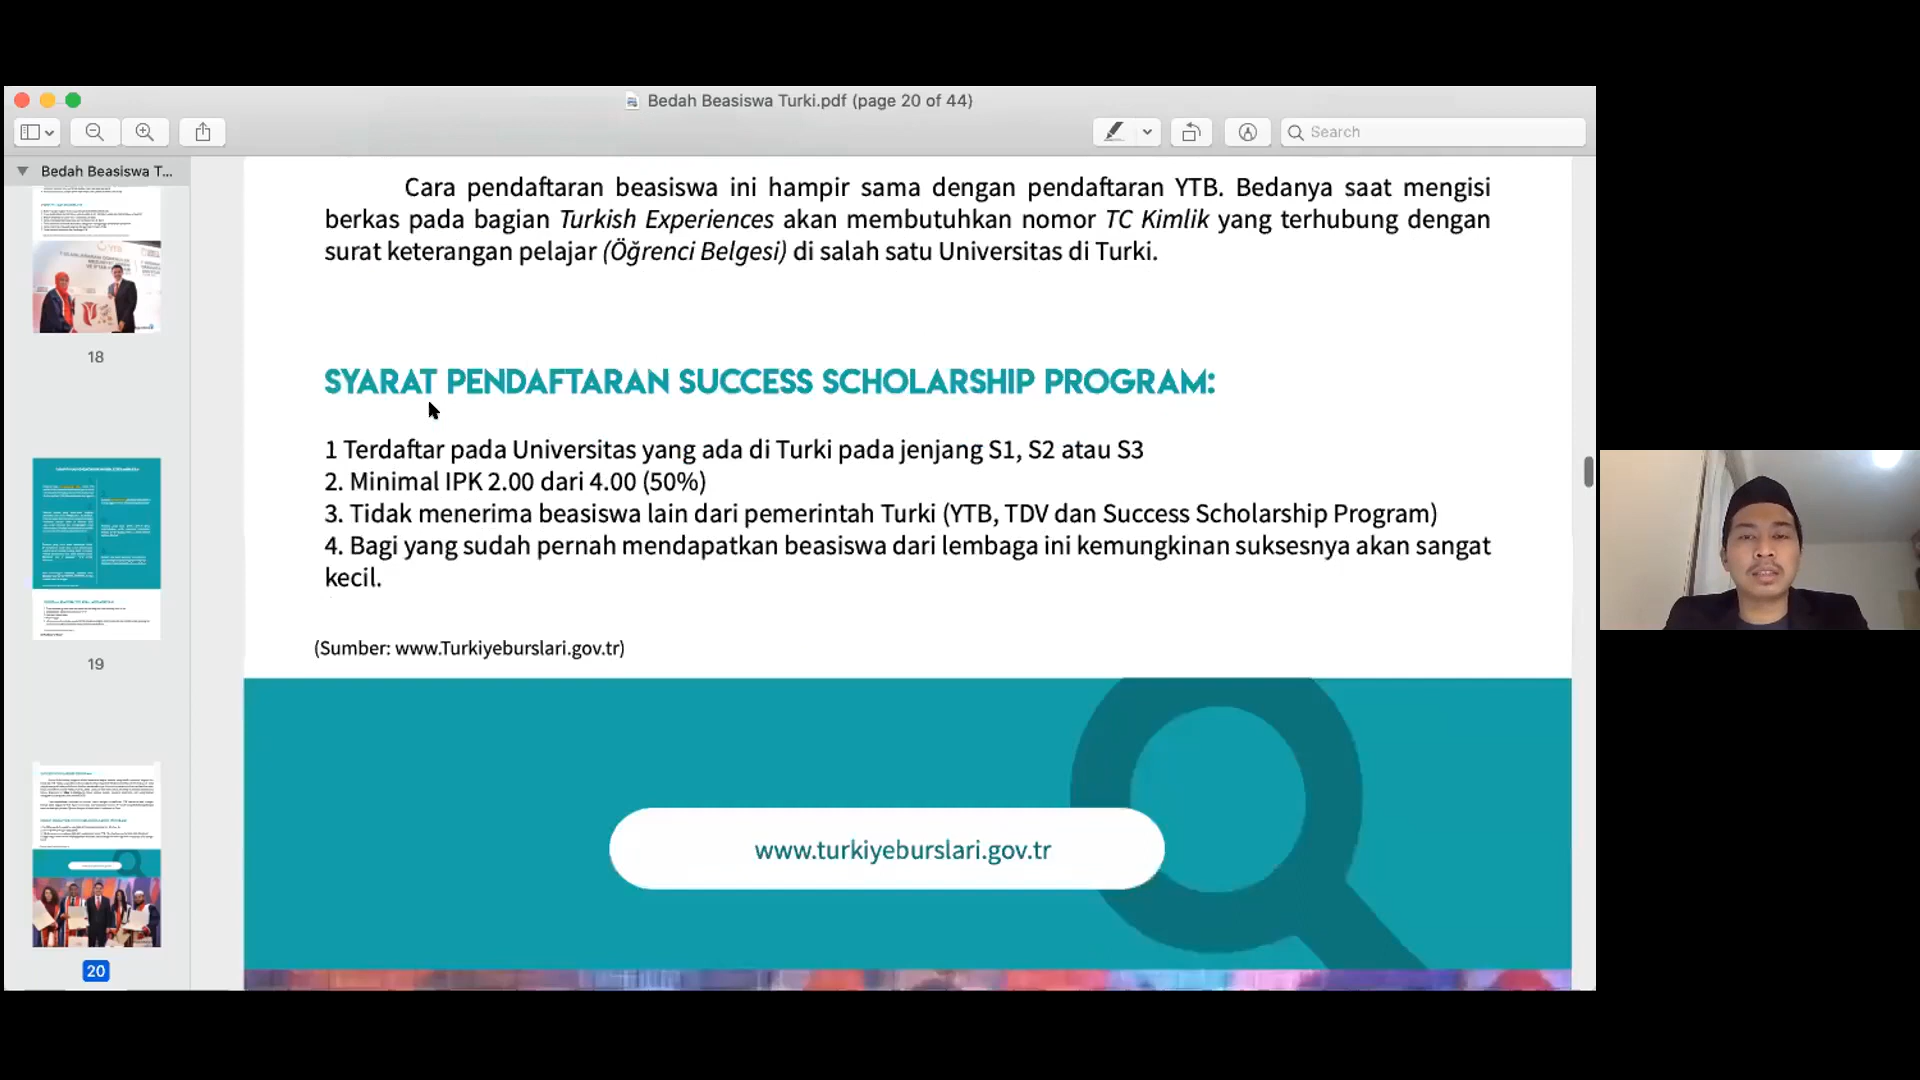 Bedah Beasiswa Turki.pdf (page 20 of 44)
Search
Bedah Beasiswa T...
18
19
20
Cara pendaftaran beasiswa ini hampir sama dengan pendaftaran YTB. Bedanya saat mengisi
berkas pada bagian Turkish Experiences akan membutuhkan nomor TC Kimlik yang terhubung dengan
surat keterangan pelajar (Öğrenci Belgesi) di salah satu Universitas di Turki.
SYARAT PENDAFTARAN SUCCESS SCHOLARSHIP PROGRAM:
1 Terdaftar pada Universitas yang ada di Turki pada jenjang S1, S2 atau S3
2. Minimal IPK 2.00 dari 4.00 (50%)
3. Tidak menerima beasiswa lain dari pemerintah Turki (YTB, TDV dan Success Scholarship Program)
4. Bagi yang sudah pernah mendapatkan beasiswa dari lembaga ini kemungkinan suksesnya akan sangat
kecil.
(Sumber: www.Turkiyeburslari.gov.tr)
www.turkiyeburslari.gov.tr